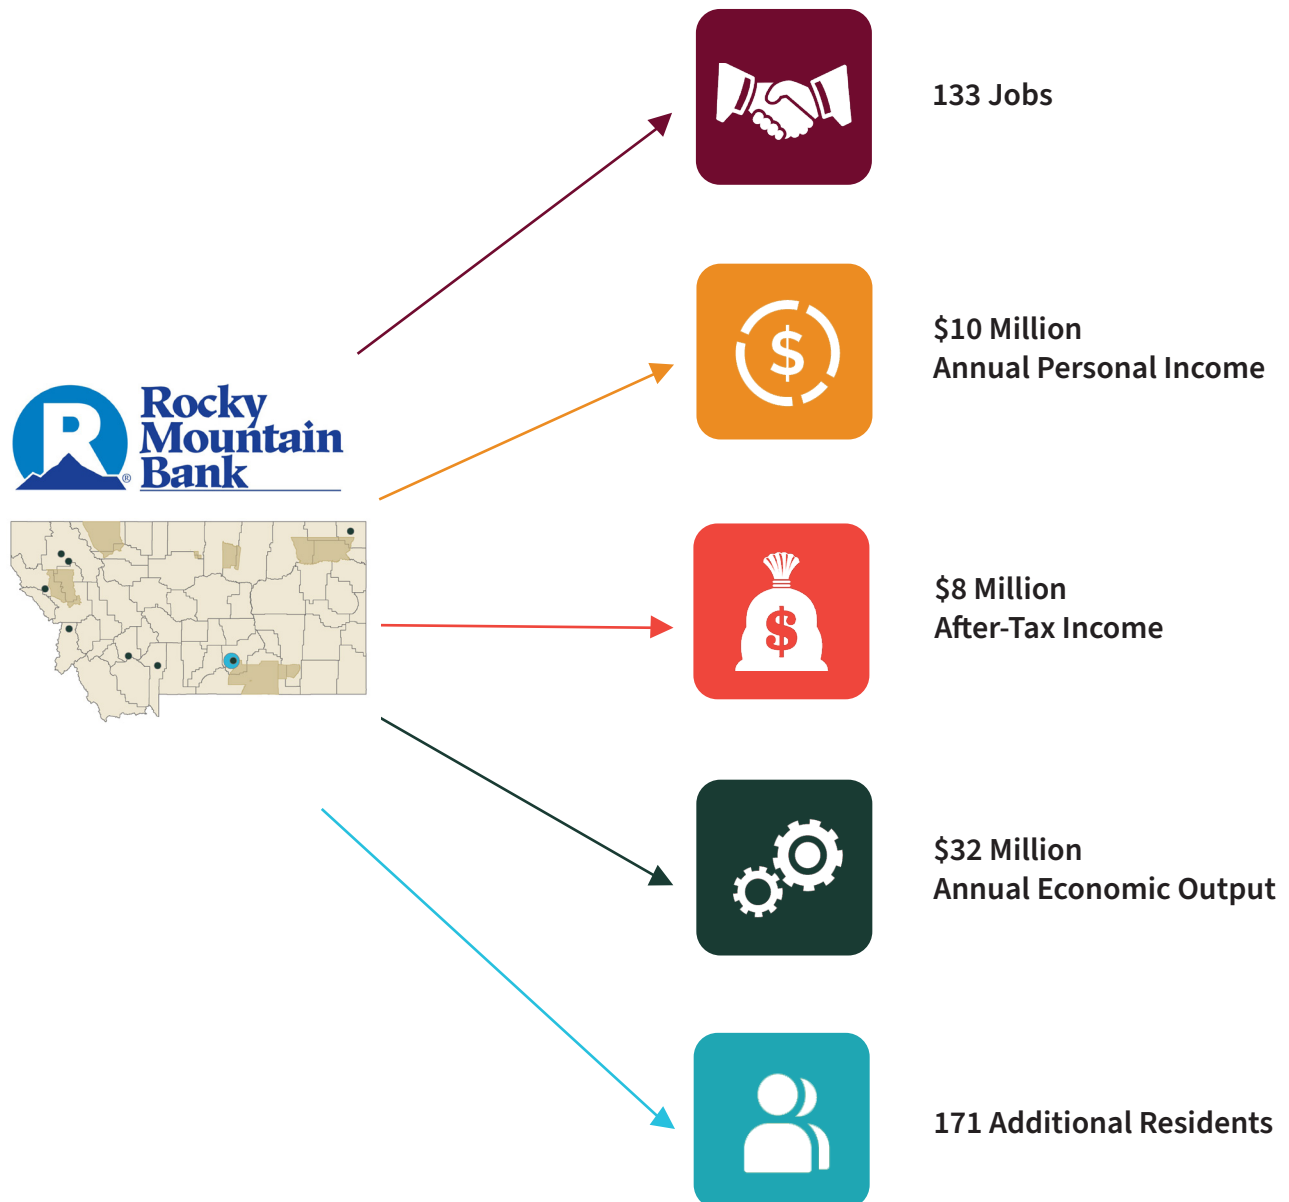 133 Jobs
$
$10 Million
Annual Personal Income
R
®
Rocky
Mountain
Bank
$
$8 Million
After-Tax Income
$32 Million
Annual Economic Output
171 Additional Residents